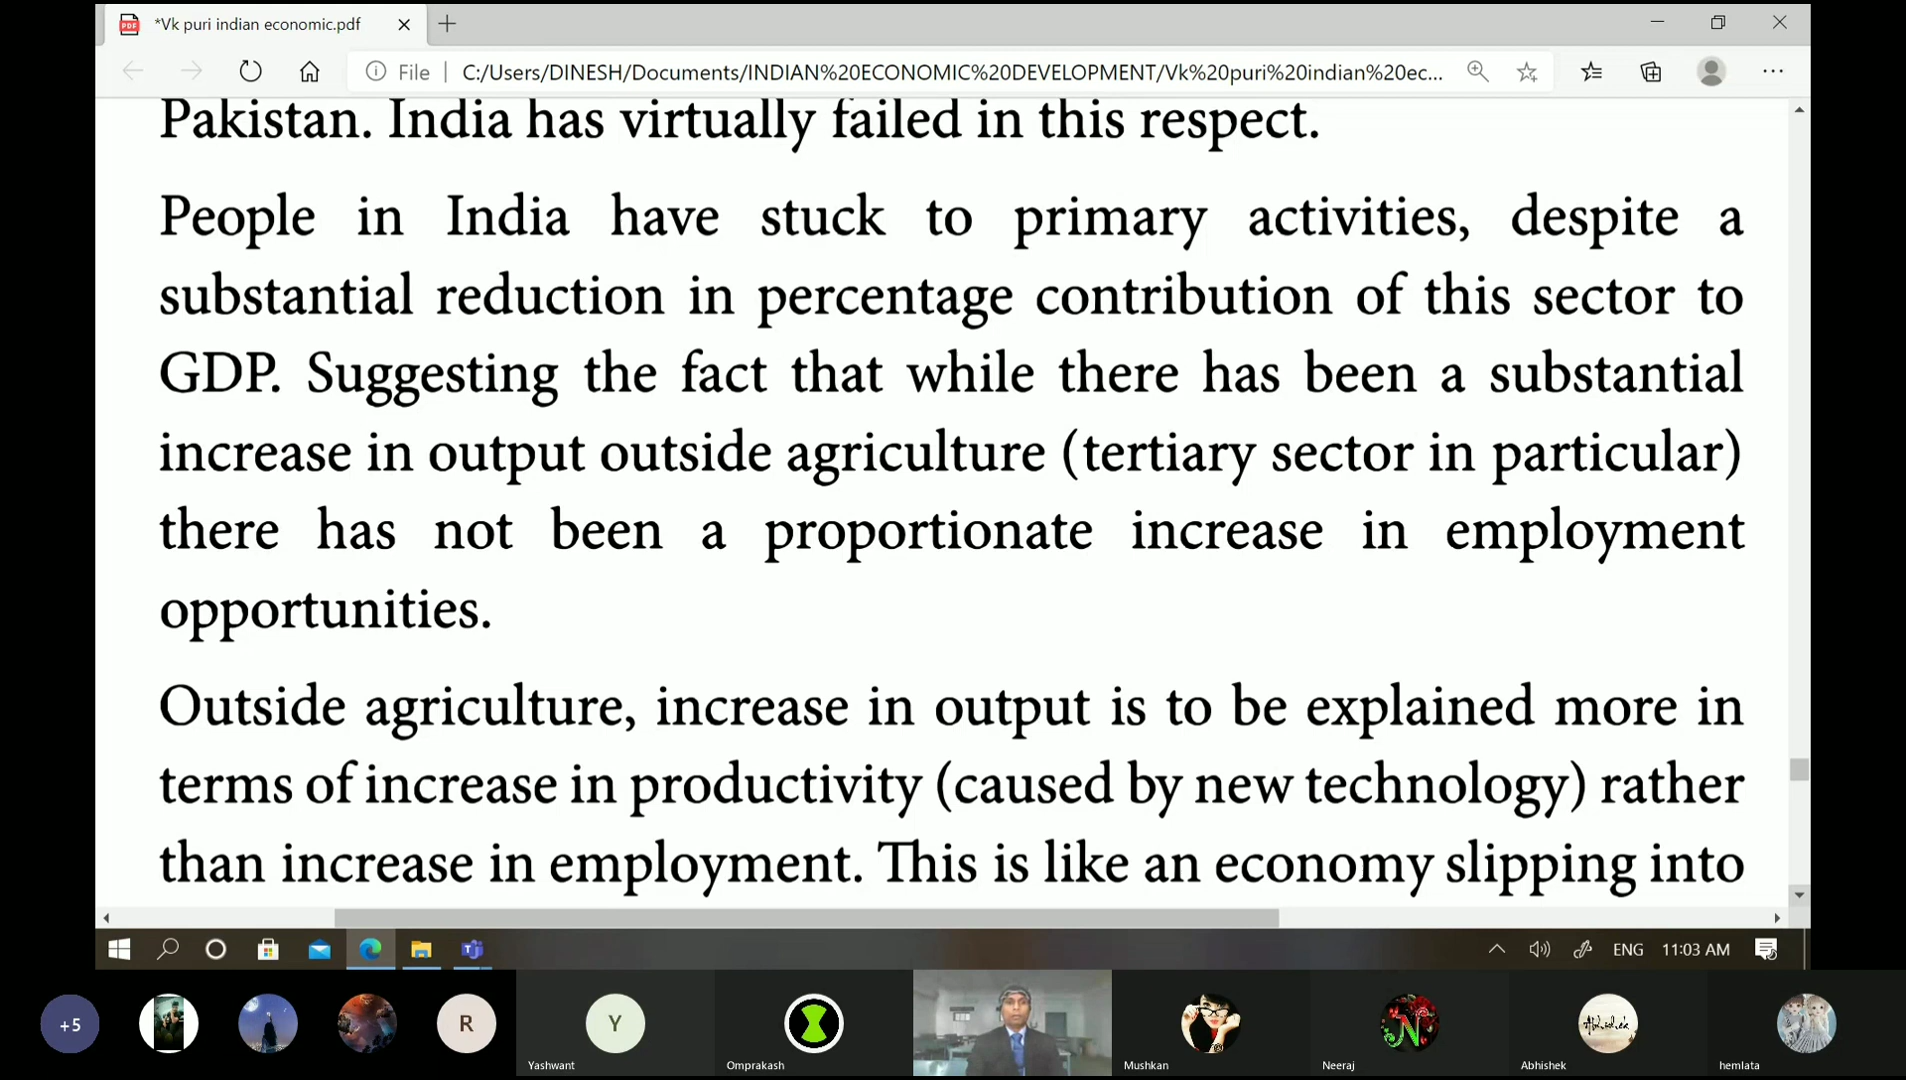 *Vk puri indian economic.pdf
File | C:/Users/DINESH/Documents/INDIAN%20ECONOMIC%20DEVELOPMENT/Vk%20puri%20indian%20ec...
Pakistan. India has virtually failed in this respect.
People in India have stuck to primary activities, despite a
substantial reduction in percentage contribution of this sector to
GDP. Suggesting the fact that while there has been a substantial
increase in output outside agriculture (tertiary sector in particular)
there has not been a proportionate increase in employment
opportunities.
Outside agriculture, increase in output is to be explained more in
terms of increase in productivity (caused by new technology) rather
than increase in employment. This is like an economy slipping into
ENG 11:03 AM
+5
R
Y
N
Abhishek
Yashwant
Omprakash
Mushkan
Neeraj
Abhishek
hemlata